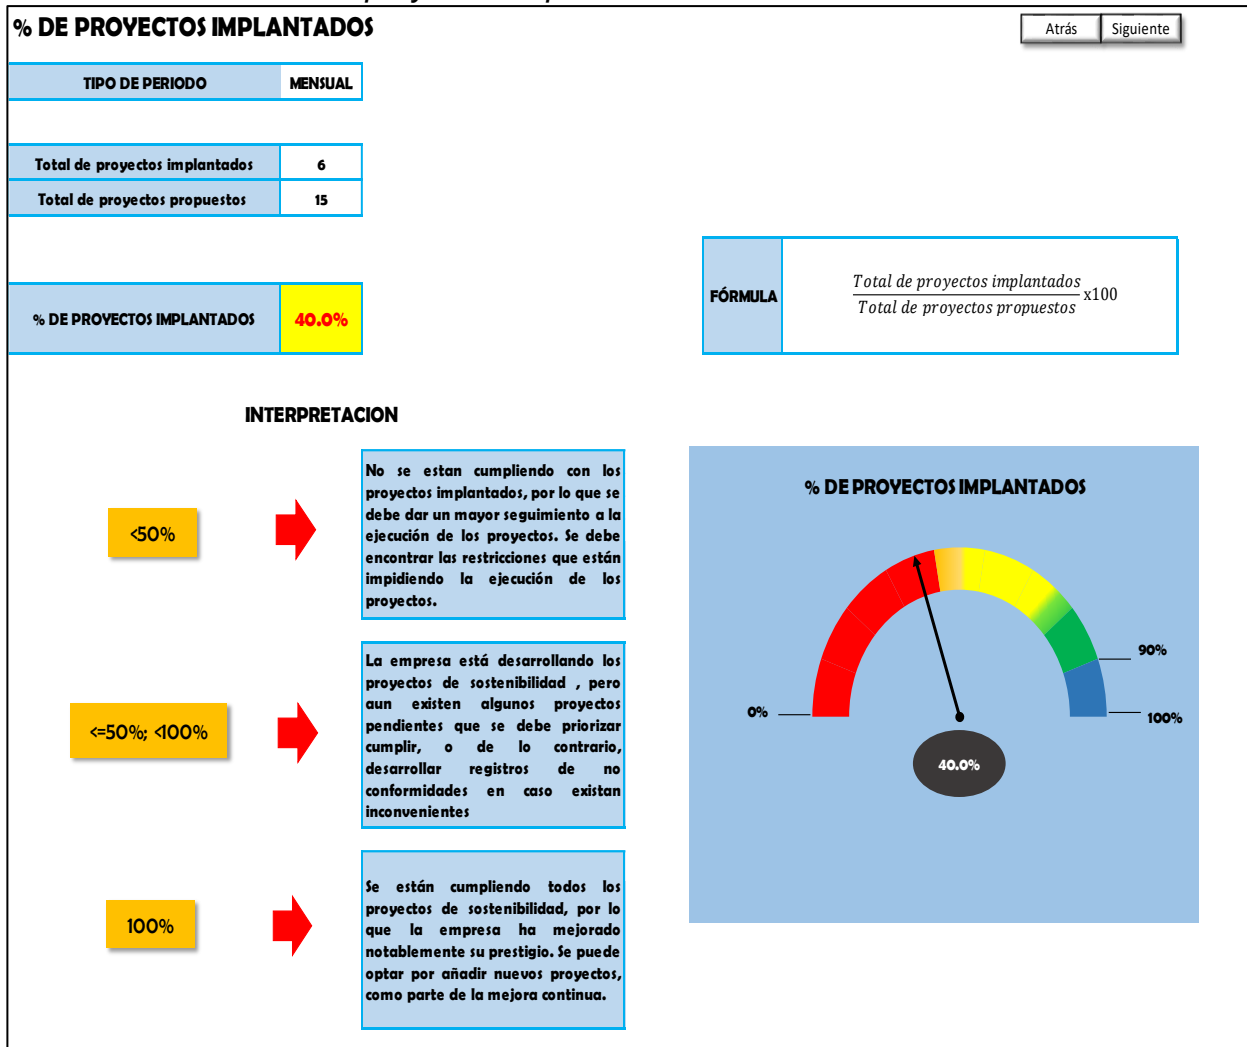 % DE PROYECTOS IMPLANTADOS
Atrás
Siguiente
TIPO DE PERIODO
MENSUAL
Total de proyectos implantados
6
Total de proyectos propuestos
15
% DE PROYECTOS IMPLANTADOS
40.0%
FÓRMULA
Total de proyectos implantados
Total de proyectos propuestos
x100
INTERPRETACION
<50%
No se estan cumpliendo con los
proyectos implantados, por lo que se
debe dar un mayor seguimiento a la
ejecución de los proyectos. Se debe
encontrar las restricciones que están
impidiendo la ejecución de los
proyectos.
<=50%; <100%
La empresa está desarrollando los
proyectos de sostenibilidad , pero
aun existen algunos proyectos
pendientes que se debe priorizar
cumplir, o de lo contrario,
desarrollar registros de no
conformidades en caso existan
inconvenientes
100%
Se están cumpliendo todos los
proyectos de sostenibilidad, por lo
que la empresa ha mejorado
notablemente su prestigio. Se puede
optar por añadir nuevos proyectos,
como parte de la mejora continua.
% DE PROYECTOS IMPLANTADOS
0%
90%
100%
40.0%